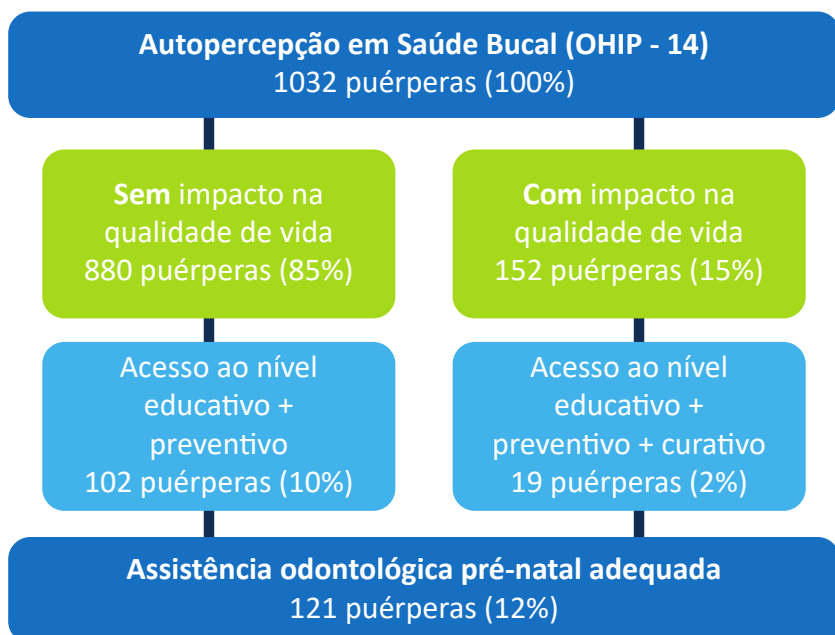 Autopercepção em Saúde Bucal (OHIP - 14)
1032 puérperas (100%)
Sem impacto na
qualidade de vida
880 puérperas (85%)
Com impacto na
qualidade de vida
152 puérperas (15%)
Acesso ao nível
educativo +
preventivo
102 puérperas (10%)
Acesso ao nível
educativo +
preventivo + curativo
19 puérperas (2%)
Assistência odontológica pré-natal adequada
121 puérperas (12%)